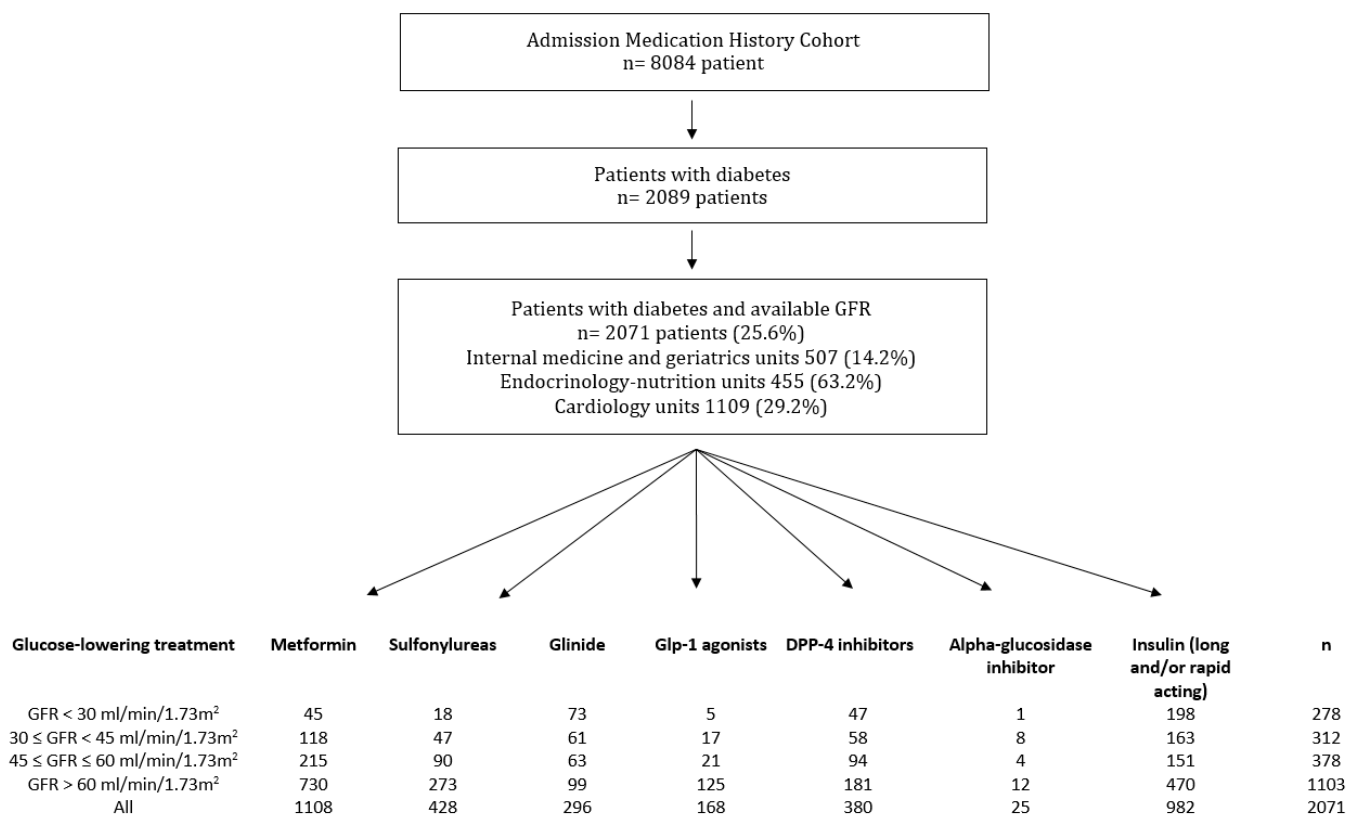 Admission Medication History Cohort
n= 8084 patient
Patients with diabetes
n= 2089 patients
Patients with diabetes and available GFR
n= 2071 patients (25.6%)
Internal medicine and geriatrics units 507 (14.2%)
Endocrinology-nutrition units 455 (63.2%)
Cardiology units 1109 (29.2%)
Glucose-lowering treatment Metformin Sulfonylureas Glinide Glp-1 agonists DPP-4 inhibitors Alpha-glucosidase Insulin (long n
inhibitor and/or rapid
acting)
GFR < 30 ml/min/1.73m² 45 18 73 5 47 1 198 278
30 ≤ GFR < 45 ml/min/1.73m² 118 47 61 17 58 8 163 312
45 ≤ GFR ≤ 60 ml/min/1.73m² 215 90 63 21 94 4 151 378
GFR > 60 ml/min/1.73m² 730 273 99 125 181 12 470 1103
All 1108 428 296 168 380 25 982 2071